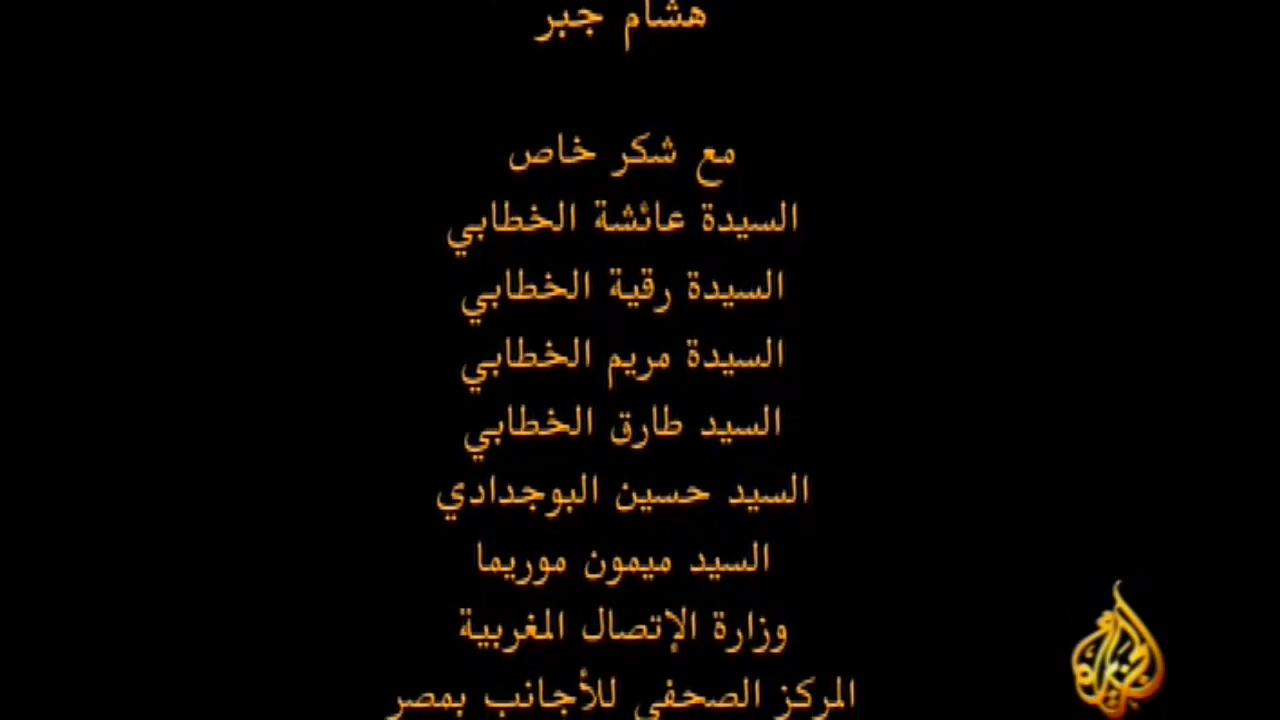 هشام جبر
مع شكر خاص
السيدة عائشة الخطابي
السيدة رقية الخطابي
السيدة مريم الخطابي
السيد طارق الخطابي
السيد حسين البوجدادي
السيد ميمون موريما
وزارة الإتصال المغربية
المركز الصحفي للأجانب بمصر
الجزيرة